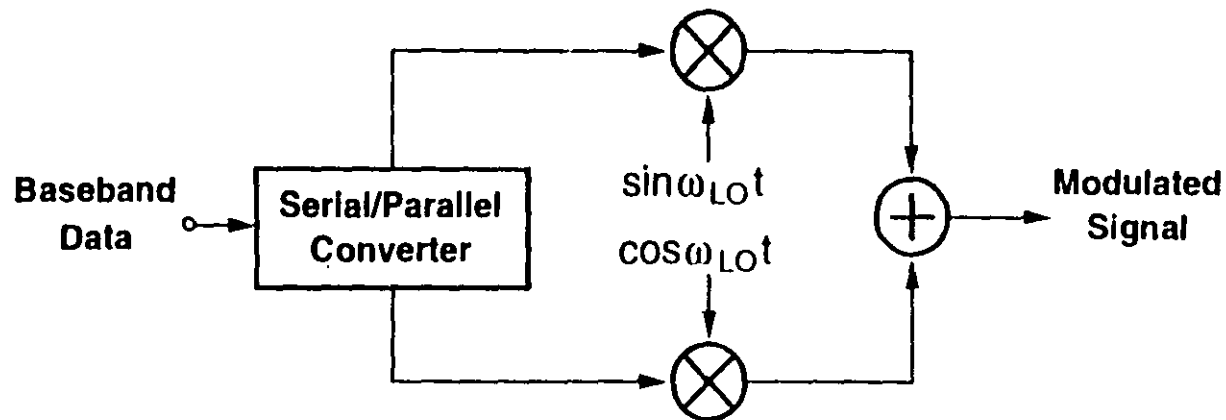 Baseband
Data
Serial/Parallel
Converter
sinω_LO t
cosω_LO t
Modulated
Signal